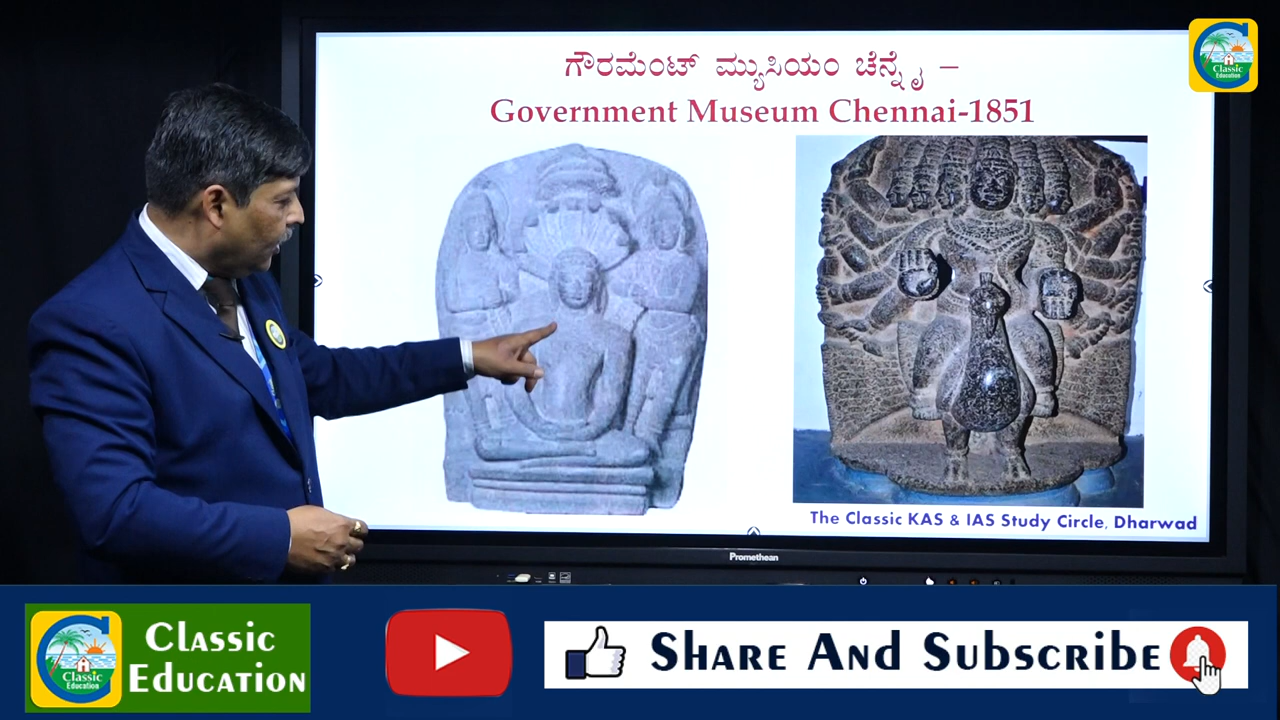 ಗೌರಮೆಂಟ್ ಮ್ಯುಸಿಯಂ ಚೆನ್ನೈ –
Government Museum Chennai-1851
Classic
Education
The Classic KAS & IAS Study Circle, Dharwad
Promethean
Classic
Education
Classic
Education
Share And Subscribe